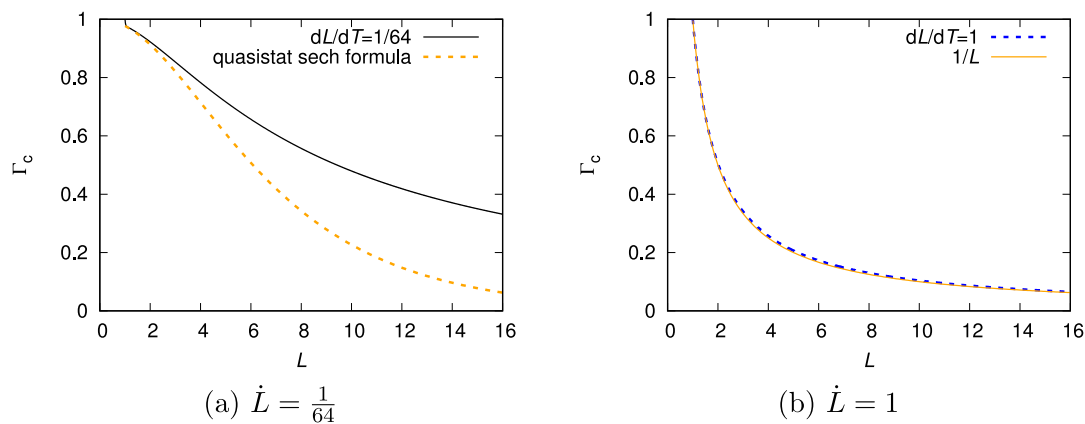 dL/dT=1/64
quasistat sech formula
Γc
1
0.8
0.6
0.4
0.2
0
0 2 4 6 8 10 12 14 16
L
(a) L̇ = 1/64
dL/dT=1
1/L
Γc
1
0.8
0.6
0.4
0.2
0
0 2 4 6 8 10 12 14 16
L
(b) L̇ = 1